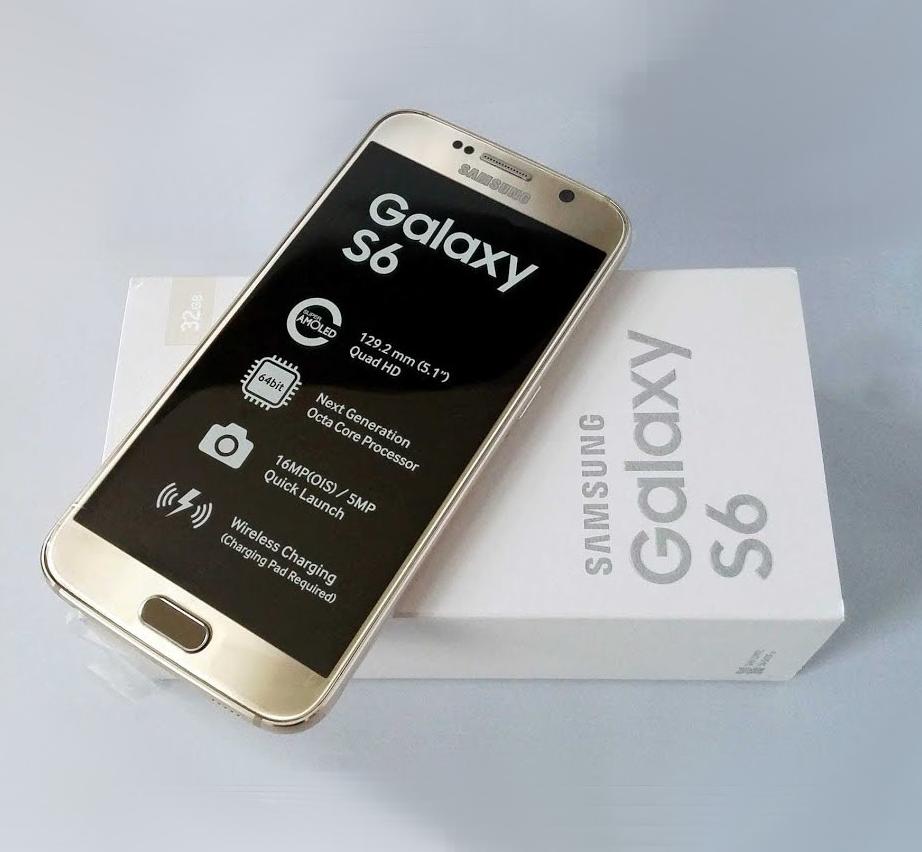 SAMSUNG
Galaxy
S6
SUPER
AMOLED
129.2 mm (5.1")
Quad HD
64bit
Next Generation
Octa Core Processor
16MP(OIS) / 5MP
Quick Launch
Wireless Charging
(Charging Pad Required)
32GB
SAMSUNG
Galaxy
S6